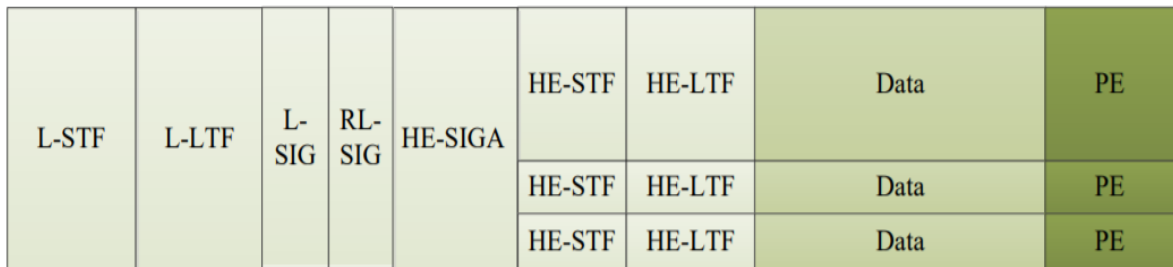 HE-STF HE-LTF Data PE
L-STF L-LTF L-SIG RL-SIG HE-SIGA
HE-STF HE-LTF Data PE
HE-STF HE-LTF Data PE